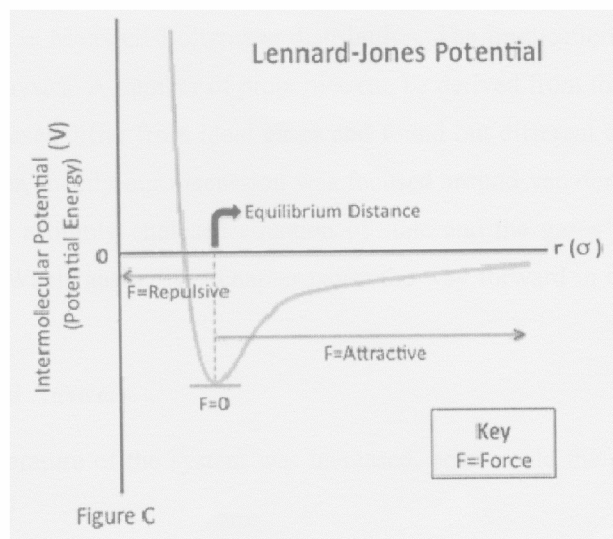 Lennard-Jones Potential
Intermolecular Potential (V)
(Potential Energy)
Equilibrium Distance
0
r (σ)
F=Repulsive
F=Attractive
F=0
Key
F=Force
Figure C